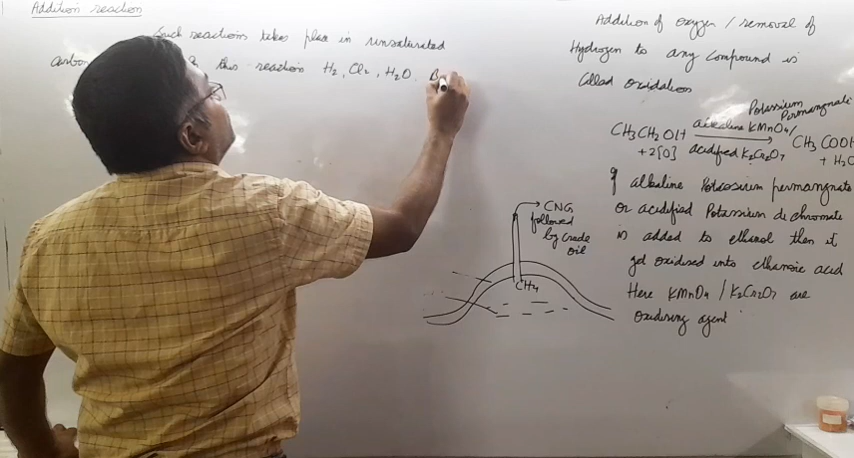 Addition reaction
Such reactions takes place in unsaturated
carbon this reaction H2, Cl2, H2O, B
Addition of oxygen / removal of
Hydrogen to any compound is
Called oxidation
Potassium
Permanganate
CH3CH2OH alkaline KMnO4/ CH3COOH
+2[O] acidified K2Cr2O7 + H2O
If alkaline Potassium permanganate
or acidified Potassium dichromate
is added to ethanol then it
get oxidised into ethanoic acid
Here KMnO4 / K2Cr2O7 are
Oxidising agent
CNG
followed
by crude
oil
CH4